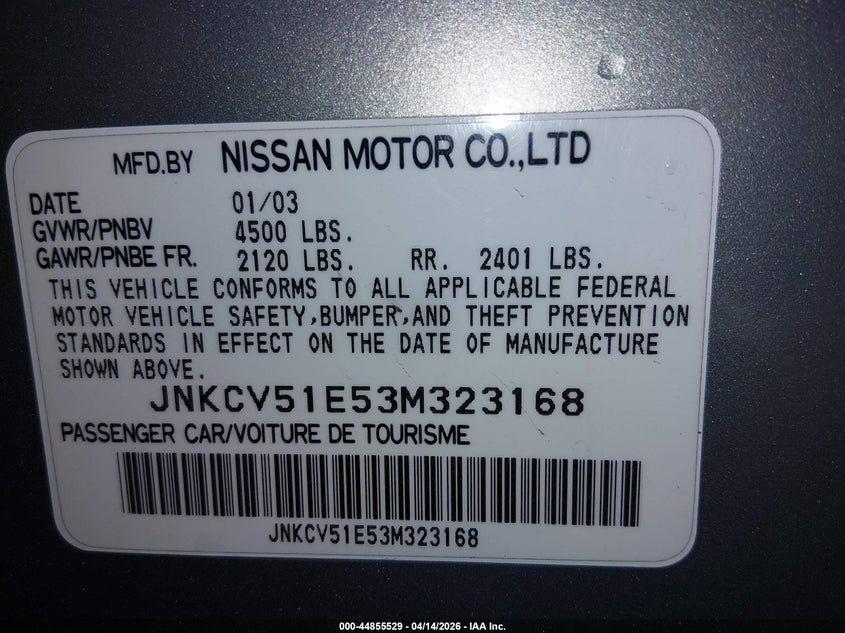 MFD.BY NISSAN MOTOR CO.,LTD
DATE 01/03
GVWR/PNBV 4500 LBS.
GAWR/PNBE FR. 2120 LBS. RR. 2401 LBS.
THIS VEHICLE CONFORMS TO ALL APPLICABLE FEDERAL
MOTOR VEHICLE SAFETY,BUMPER,AND THEFT PREVENTION
STANDARDS IN EFFECT ON THE DATE OF MANUFACTURE
SHOWN ABOVE.
JNKCV51E53M323168
PASSENGER CAR/VOITURE DE TOURISME
JNKCV51E53M323168
000-44855529 - 04/14/2026 - IAA Inc.